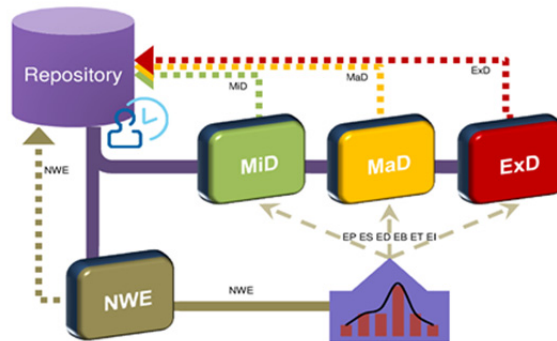 Repository
MiD
MaD
ExD
MiD
MaD
ExD
NWE
EP ES ED EB ET EI
NWE
NWE